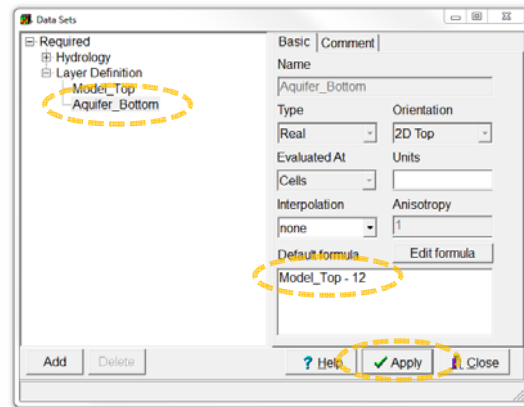 Data Sets
Required
Hydrology
Layer Definition
Model_Top
Aquifer_Bottom
Basic
Comment
Name
Aquifer_Bottom
Type
Orientation
Real
2D Top
Evaluated At
Units
Cells
Interpolation
Anisotropy
none
1
Default formula
Edit formula
Model_Top - 12
Add
Delete
? Help
Apply
Close